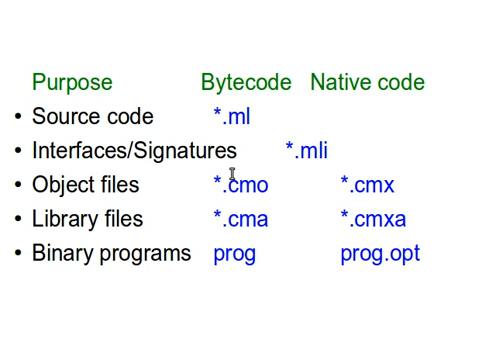 Purpose Bytecode Native code
• Source code *.ml
• Interfaces/Signatures *.mli
• Object files *.cmo *.cmx
• Library files *.cma *.cmxa
• Binary programs prog prog.opt